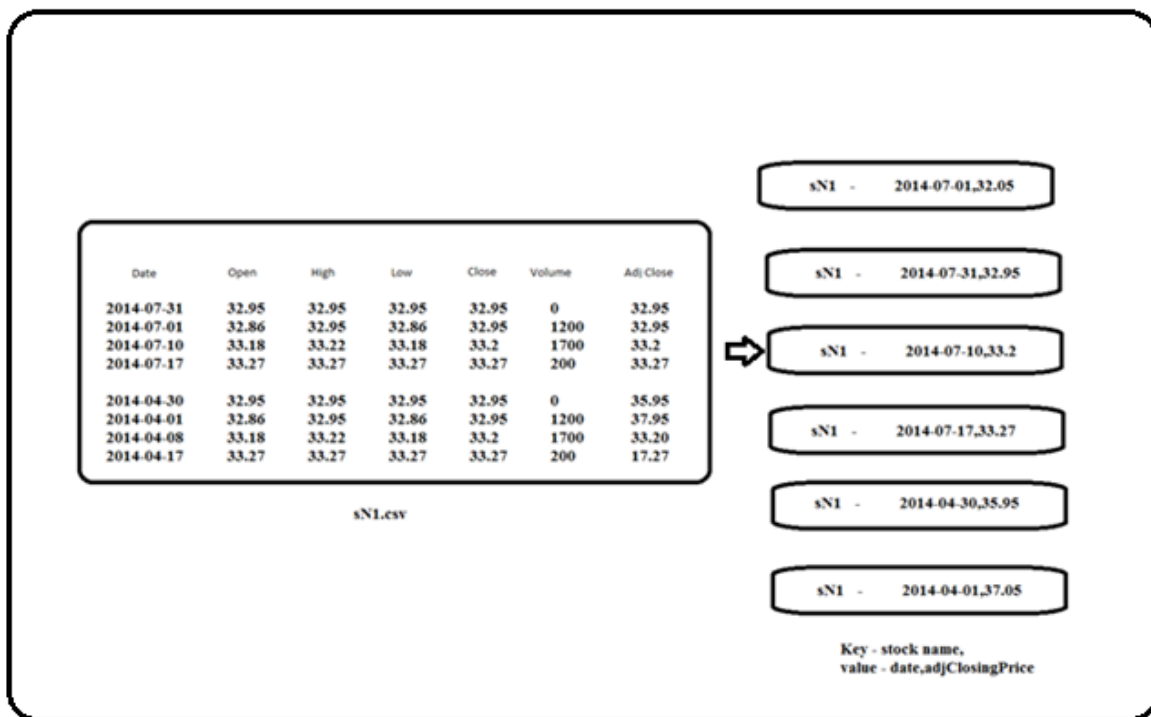 Date Open High Low Close Volume Adj Close
2014-07-31 32.95 32.95 32.95 32.95 0 32.95
2014-07-01 32.86 32.95 32.86 32.95 1200 32.95
2014-07-10 33.18 33.22 33.18 33.2 1700 33.2
2014-07-17 33.27 33.27 33.27 33.27 200 33.27
2014-04-30 32.95 32.95 32.95 32.95 0 35.95
2014-04-01 32.86 32.95 32.86 32.95 1200 37.95
2014-04-08 33.18 33.22 33.18 33.2 1700 33.20
2014-04-17 33.27 33.27 33.27 33.27 200 17.27
sN1.csv
sN1 - 2014-07-01,32.05
sN1 - 2014-07-31,32.95
sN1 - 2014-07-10,33.2
sN1 - 2014-07-17,33.27
sN1 - 2014-04-30,35.95
sN1 - 2014-04-01,37.05
Key - stock name,
value - date,adjClosingPrice